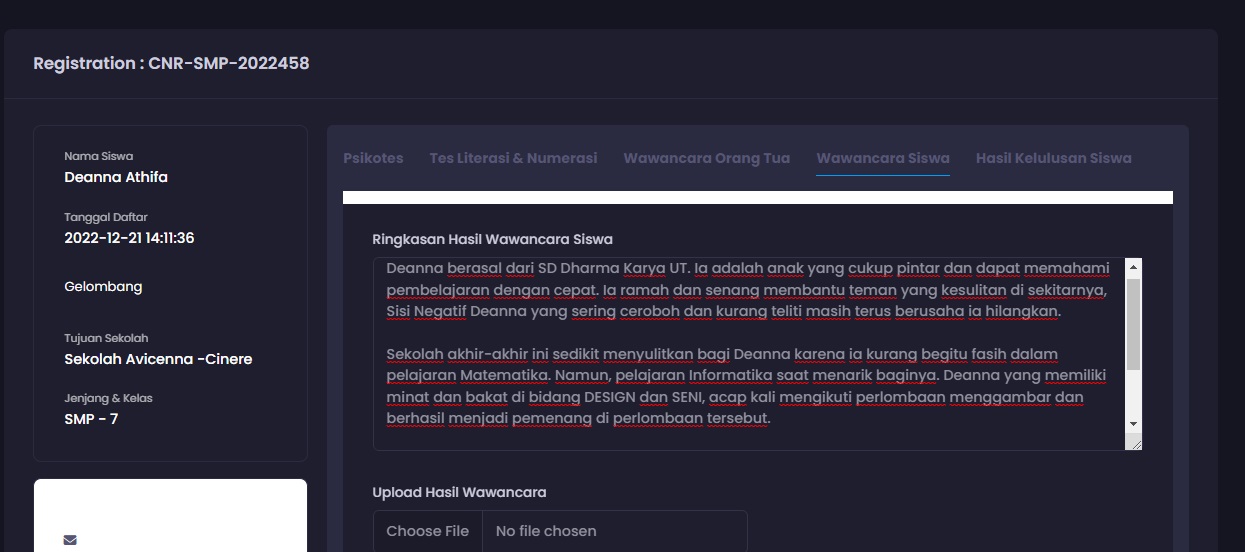 Registration : CNR-SMP-2022458
Nama Siswa
Deanna Athifa
Tanggal Daftar
2022-12-21 14:11:36
Gelombang
Tujuan Sekolah
Sekolah Avicenna -Cinere
Jenjang & Kelas
SMP - 7
Psikotes
Tes Literasi & Numerasi
Wawancara Orang Tua
Wawancara Siswa
Hasil Kelulusan Siswa
Ringkasan Hasil Wawancara Siswa
Deanna berasal dari SD Dharma Karya UT. Ia adalah anak yang cukup pintar dan dapat memahami
pembelajaran dengan cepat. Ia ramah dan senang membantu teman yang kesulitan di sekitarnya,
Sisi Negatif Deanna yang sering ceroboh dan kurang teliti masih terus berusaha ia hilangkan.
Sekolah akhir-akhir ini sedikit menyulitkan bagi Deanna karena ia kurang begitu fasih dalam
pelajaran Matematika. Namun, pelajaran Informatika saat menarik baginya. Deanna yang memiliki
minat dan bakat di bidang DESIGN dan SENI, acap kali mengikuti perlombaan menggambar dan
berhasil menjadi pemenang di perlombaan tersebut.
Upload Hasil Wawancara
Choose File
No file chosen